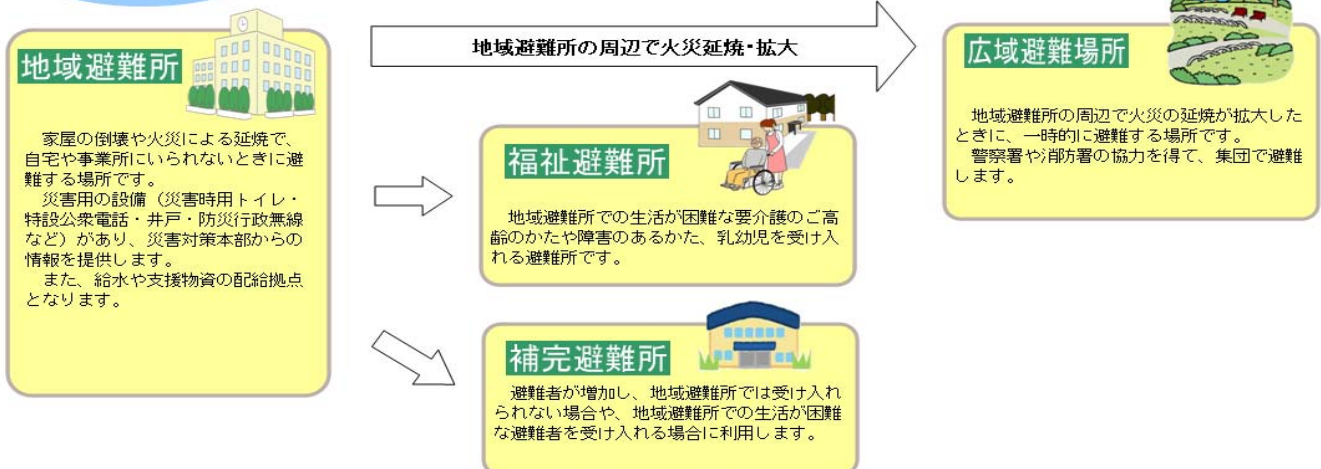 地域避難所
家屋の倒壊や火災による延焼で、
自宅や事業所にいられないときに避
難する場所です。
災害用の設備（災害時用トイレ・
特設公衆電話・井戸・防災行政無線
など）があり、災害対策本部からの
情報を提供します。
また、給水や支援物資の配給拠点
となります。
地域避難所の周辺で火災延焼・拡大
福祉避難所
地域避難所での生活が困難な要介護のご高
齢のかたや障害のあるかた、乳幼児を受け入
れる避難所です。
補完避難所
避難者が増加し、地域避難所では受け入れ
られない場合や、地域避難所での生活が困難
な避難者を受け入れる場合に利用します。
広域避難場所
地域避難所の周辺で火災の延焼が拡大した
ときに、一時的に避難する場所です。
警察署や消防署の協力を得て、集団で避難
します。